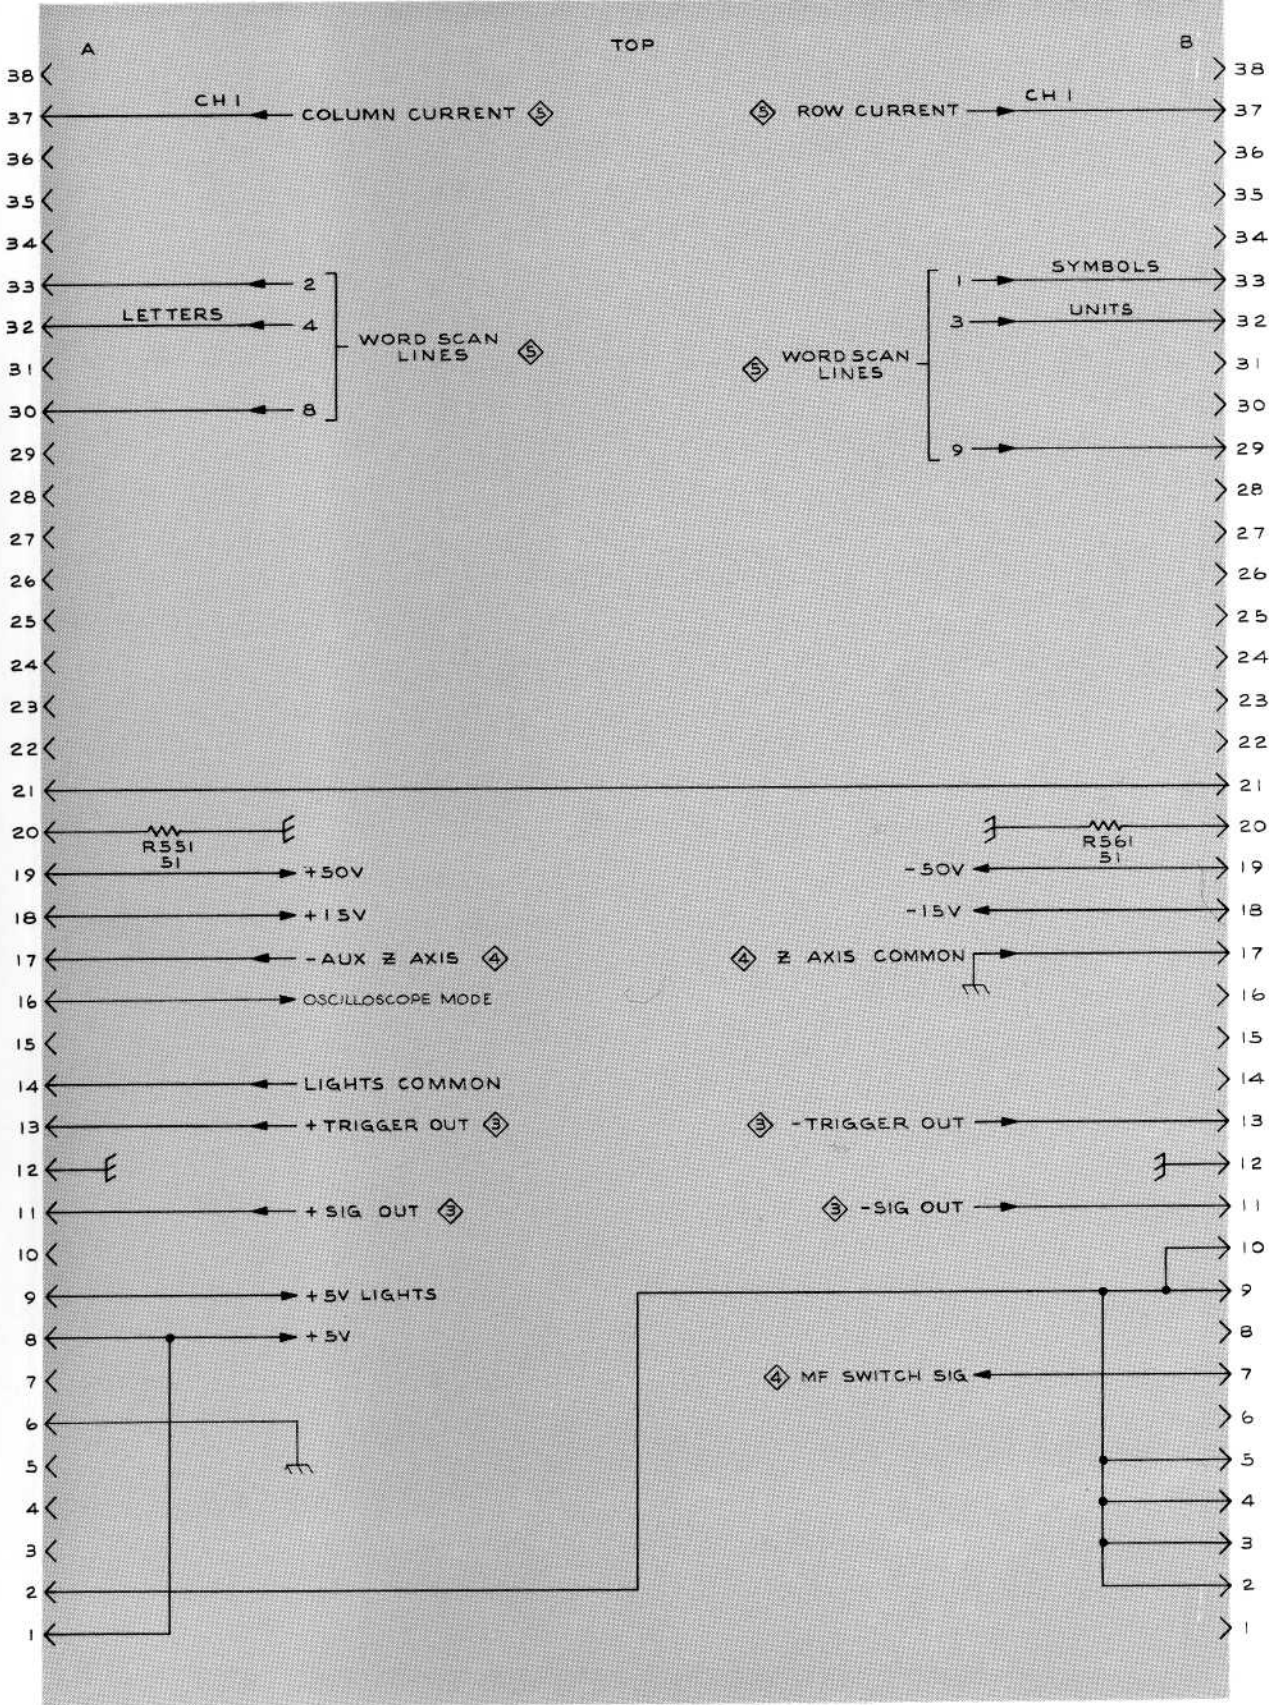 A TOP B
38 38
37 CH 1 COLUMN CURRENT 5 5 ROW CURRENT CH 1 37
36 36
35 35
34 34
33 2 1 SYMBOLS 33
32 LETTERS 4 3 UNITS 32
WORD SCAN LINES 5
5 WORD SCAN LINES
31 31
30 8 30
29 9 29
28 28
27 27
26 26
25 25
24 24
23 23
22 22
21 21
20 R551 51 R561 51 20
19 +50V -50V 19
18 +15V -15V 18
17 -AUX Z AXIS 4 4 Z AXIS COMMON 17
16 OSCILLOSCOPE MODE 16
15 15
14 LIGHTS COMMON 14
13 +TRIGGER OUT 3 3 -TRIGGER OUT 13
12 12
11 +SIG OUT 3 3 -SIG OUT 11
10 10
9 +5V LIGHTS 9
8 +5V 8
7 4 MF SWITCH SIG 7
6 6
5 5
4 4
3 3
2 2
1 1